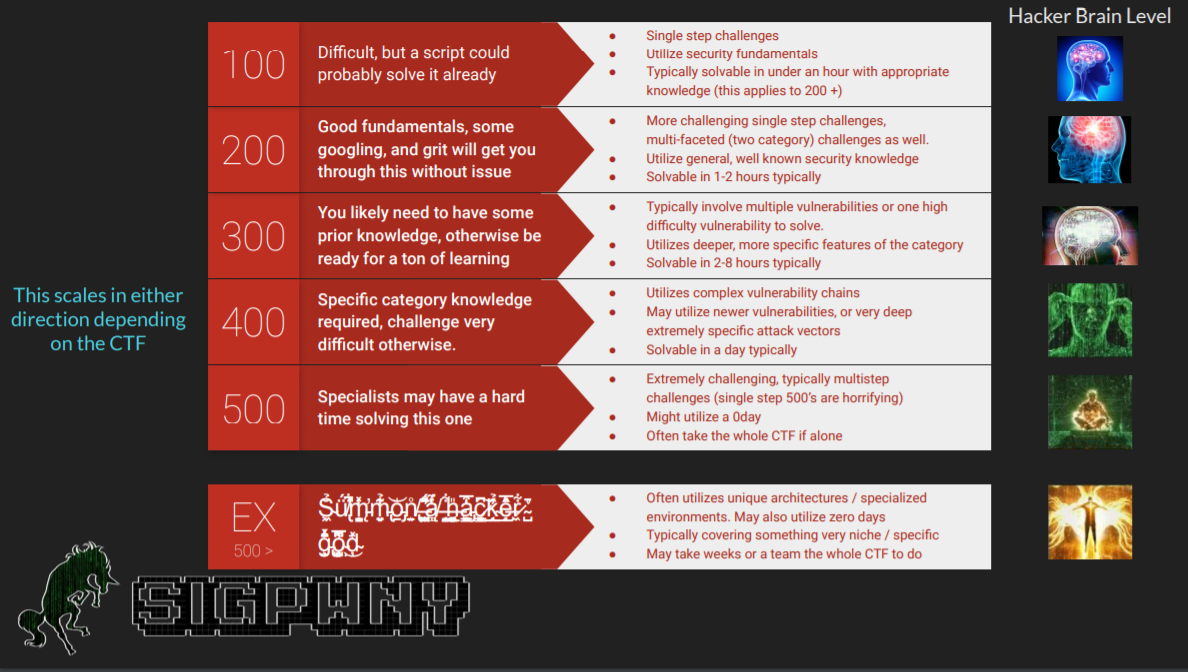 Hacker Brain Level
100
Difficult, but a script could
probably solve it already
● Single step challenges
● Utilize security fundamentals
● Typically solvable in under an hour with appropriate
knowledge (this applies to 200 +)
200
Good fundamentals, some
googling, and grit will get you
through this without issue
● More challenging single step challenges,
multi-faceted (two category) challenges as well.
● Utilize general, well known security knowledge
● Solvable in 1-2 hours typically
300
You likely need to have some
prior knowledge, otherwise be
ready for a ton of learning
● Typically involve multiple vulnerabilities or one high
difficulty vulnerability to solve.
● Utilizes deeper, more specific features of the category
● Solvable in 2-8 hours typically
This scales in either
direction depending
on the CTF
400
Specific category knowledge
required, challenge very
difficult otherwise.
● Utilizes complex vulnerability chains
● May utilize newer vulnerabilities, or very deep
extremely specific attack vectors
● Solvable in a day typically
500
Specialists may have a hard
time solving this one
● Extremely challenging, typically multistep
challenges (single step 500's are horrifying)
● Might utilize a 0day
● Often take the whole CTF if alone
EX
500 >
Summon a hacker
god
● Often utilizes unique architectures / specialized
environments. May also utilize zero days
● Typically covering something very niche / specific
● May take weeks or a team the whole CTF to do
SIGPWNY